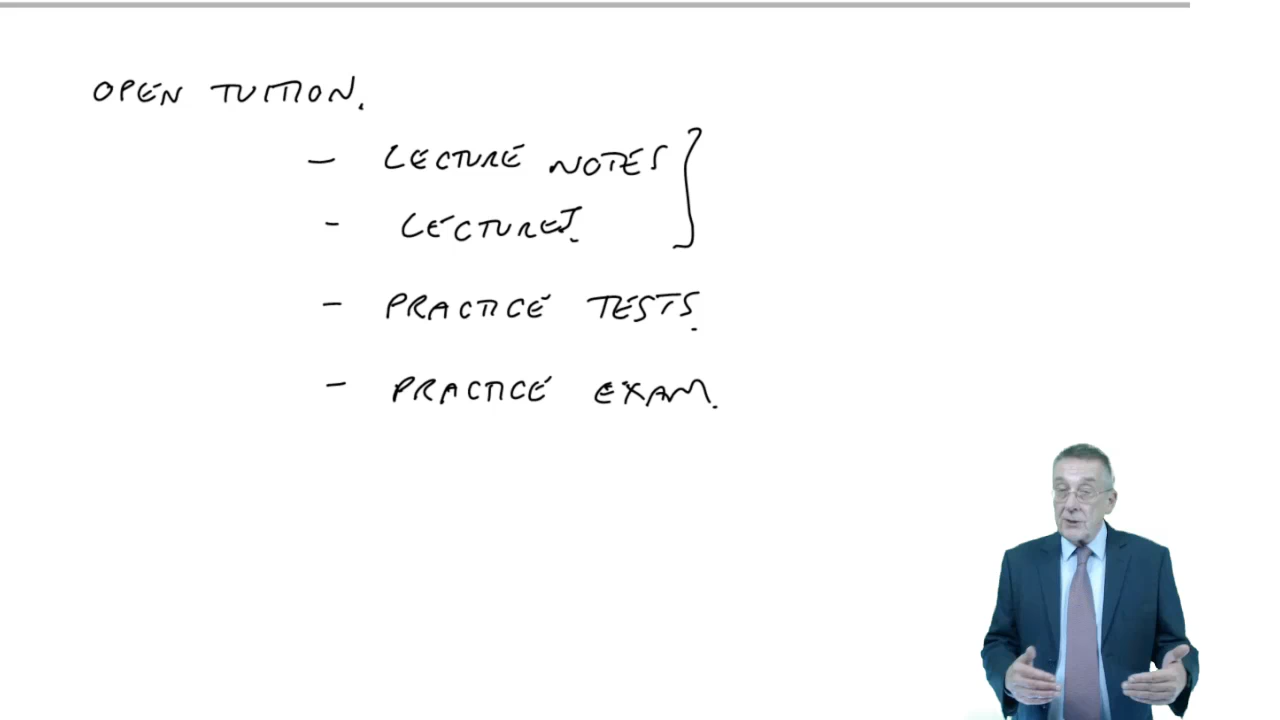 OPEN TUITION.
- LECTURE NOTES
- LECTURES.
- PRACTICE TESTS.
- PRACTICE EXAM.